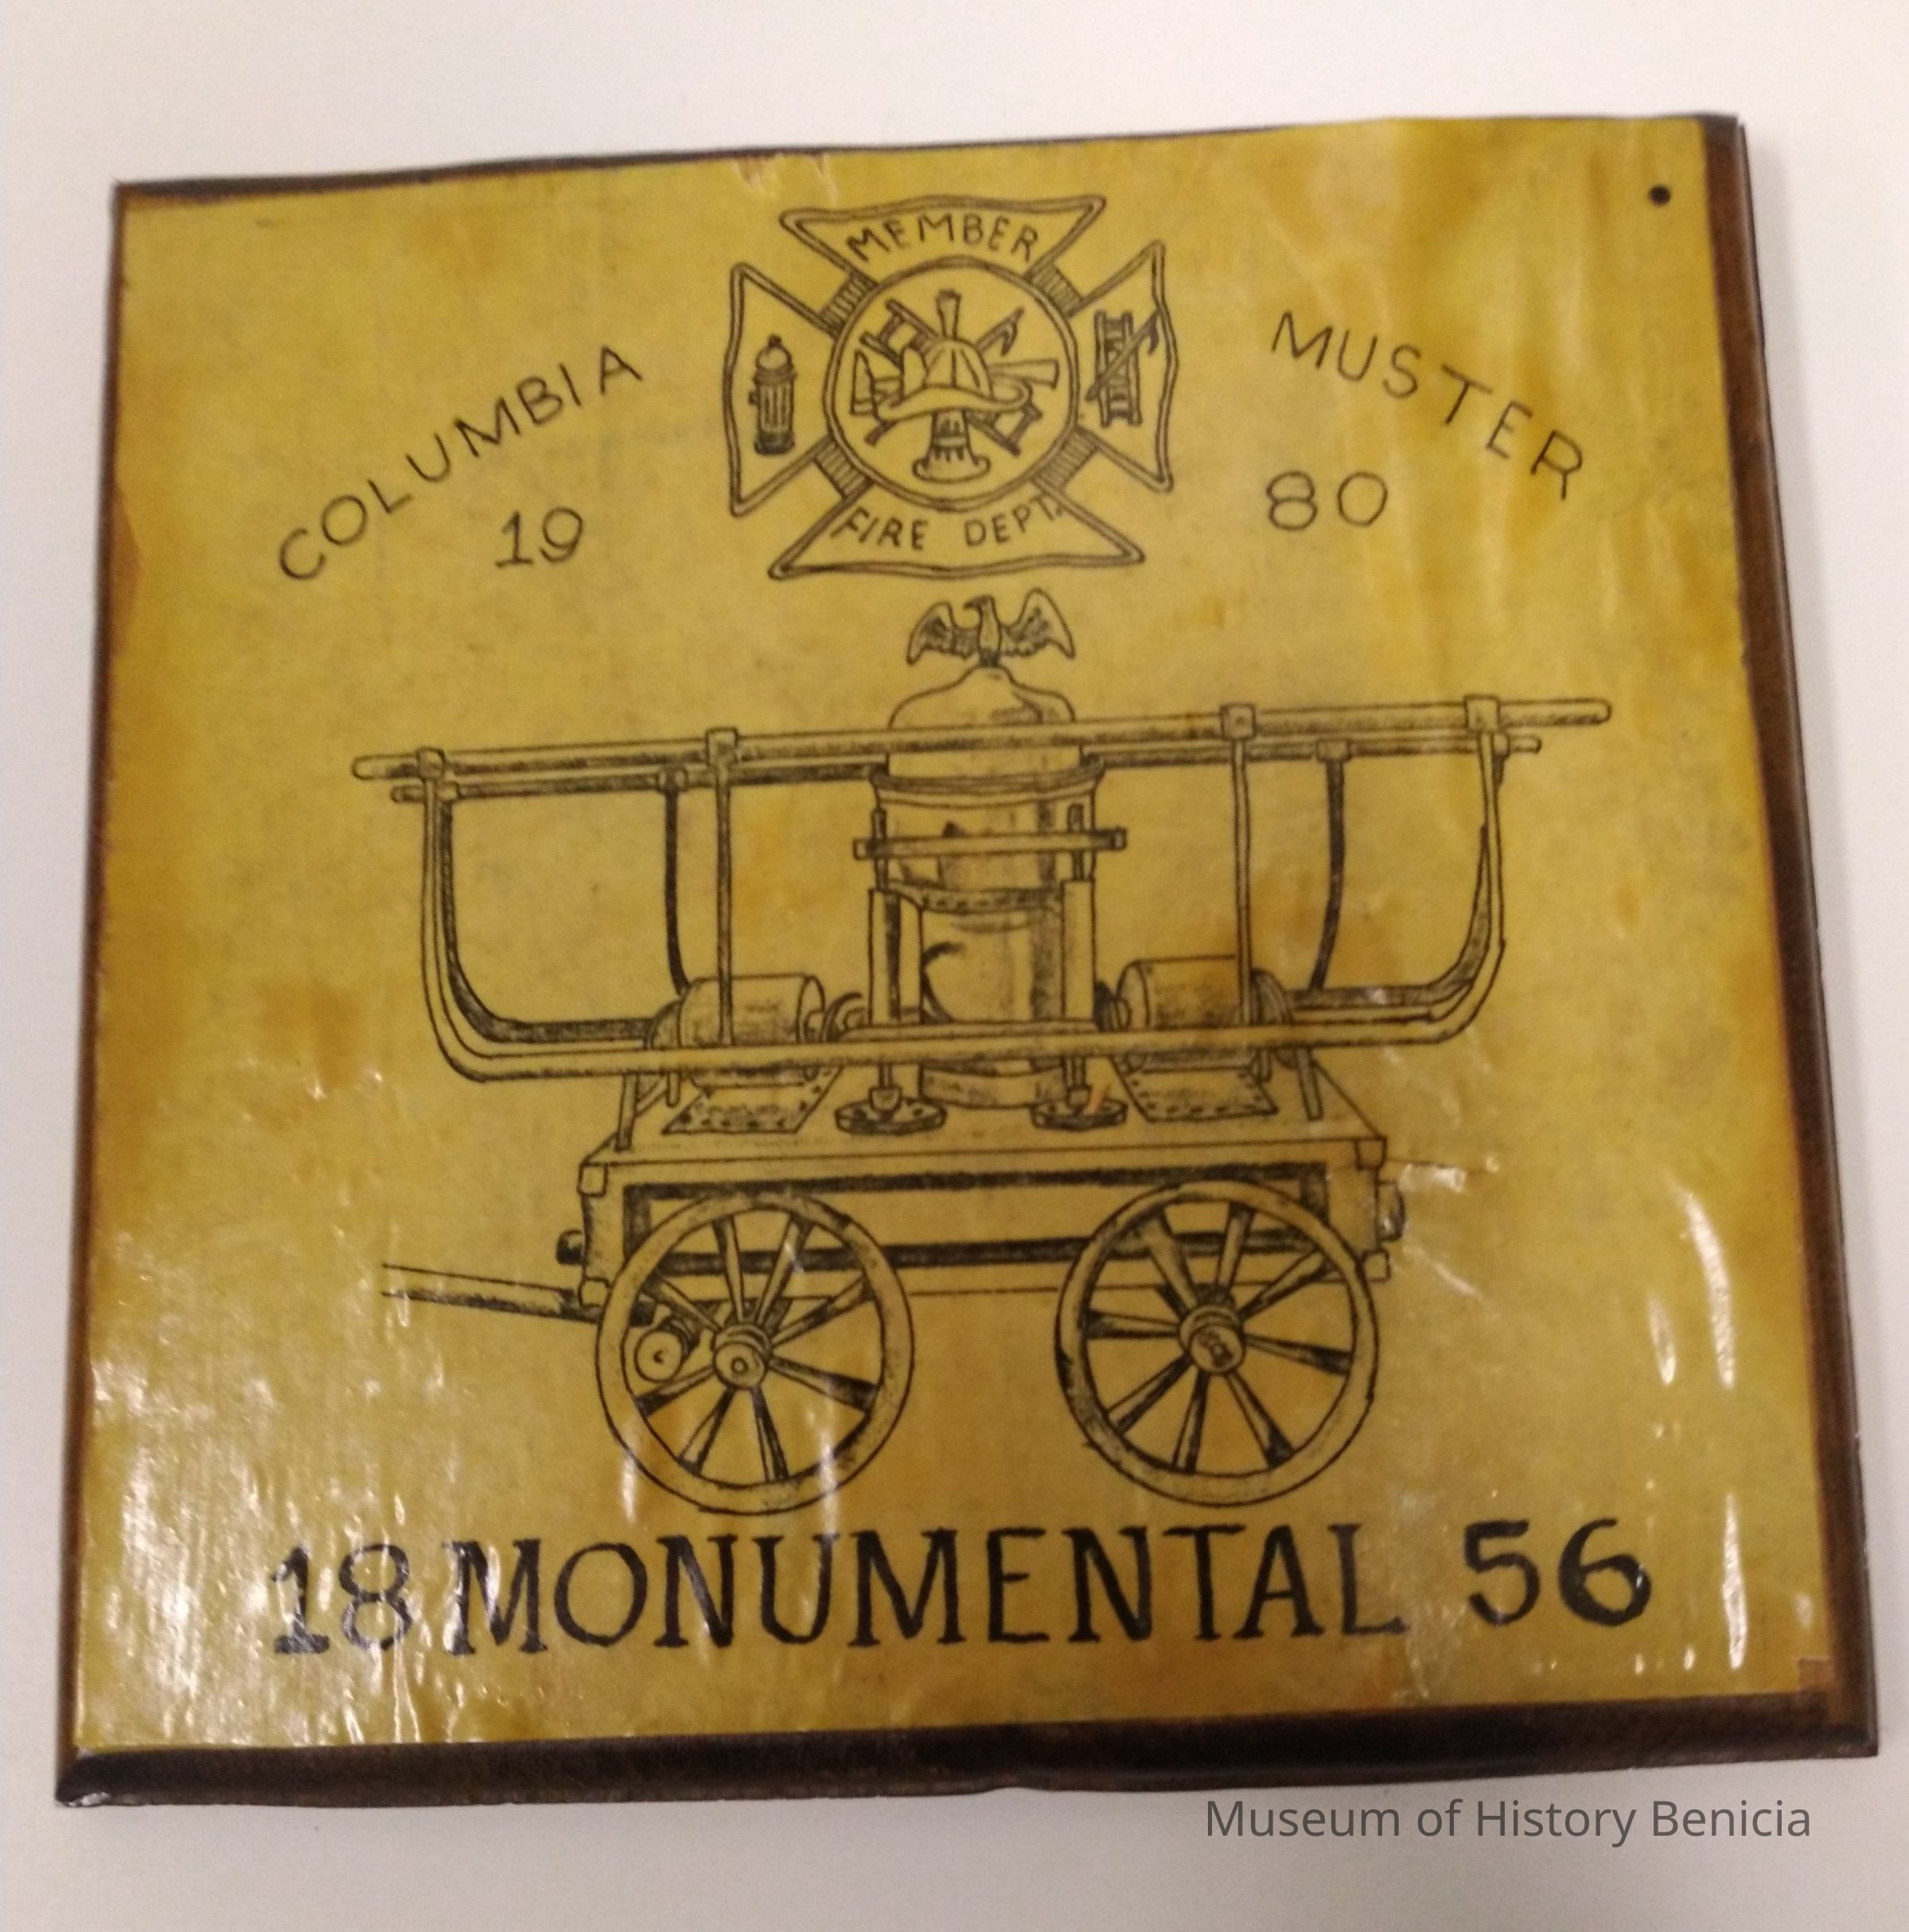 MEMBER
COLUMBIA MUSTER
19 80
FIRE DEPT.
18 MONUMENTAL 56
Museum of History Benicia